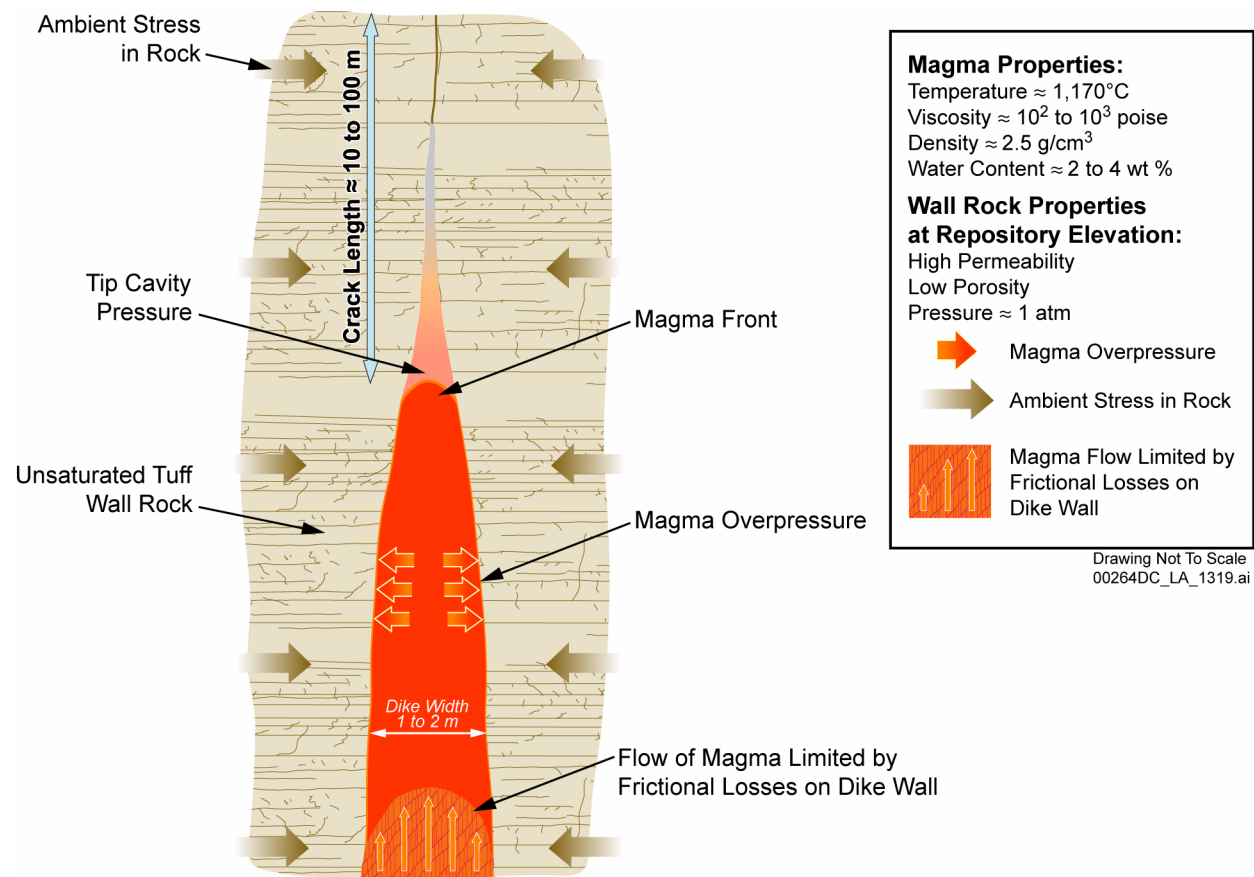 Ambient Stress
in Rock
Crack Length ≈ 10 to 100 m
Tip Cavity
Pressure
Magma Front
Unsaturated Tuff
Wall Rock
Magma Overpressure
Dike Width
1 to 2 m
Flow of Magma Limited by
Frictional Losses on Dike Wall
Magma Properties:
Temperature ≈ 1,170°C
Viscosity ≈ 10² to 10³ poise
Density ≈ 2.5 g/cm³
Water Content ≈ 2 to 4 wt %
Wall Rock Properties
at Repository Elevation:
High Permeability
Low Porosity
Pressure ≈ 1 atm
Magma Overpressure
Ambient Stress in Rock
Magma Flow Limited by
Frictional Losses on
Dike Wall
Drawing Not To Scale
00264DC_LA_1319.ai